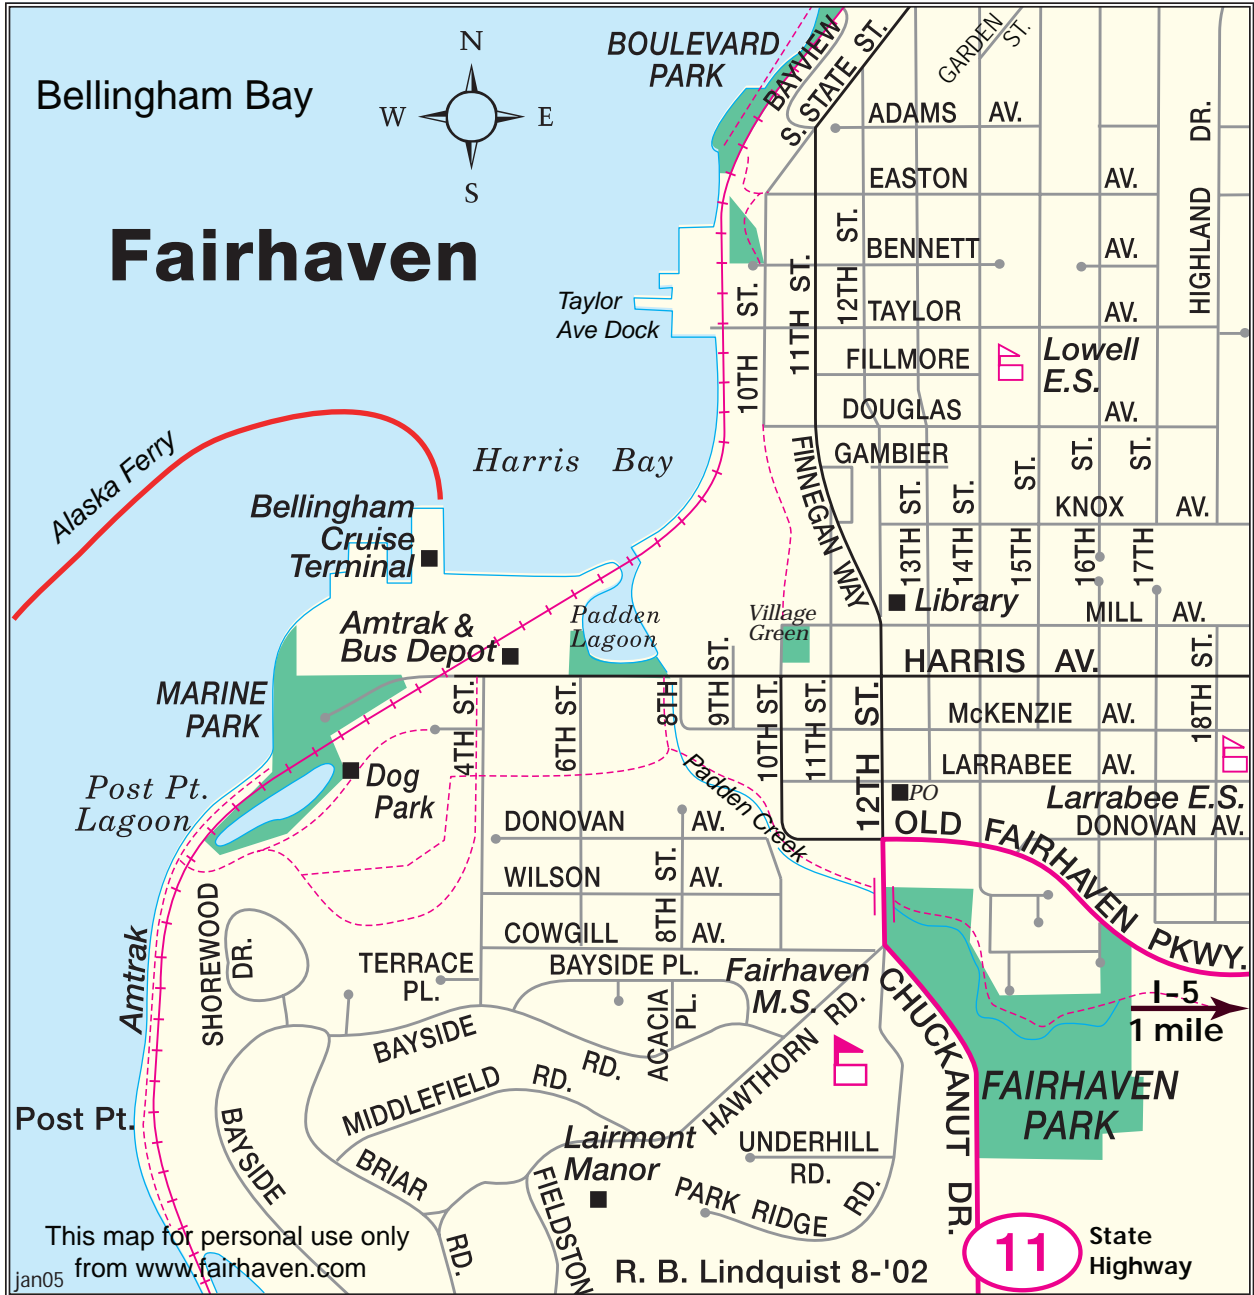 BOULEVARD
PARK
BAYVIEW
S. STATE ST.
GARDEN
ST.
Bellingham Bay
N
W
E
S
ADAMS AV.
HIGHLAND DR.
EASTON AV.
Fairhaven
BENNETT AV.
Taylor
Ave Dock
10TH ST.
11TH ST.
12TH ST.
TAYLOR AV.
FILLMORE
Lowell
E.S.
DOUGLAS AV.
Alaska Ferry
Harris Bay
FINNEGAN WAY
GAMBIER
13TH ST.
14TH ST.
15TH ST.
16TH ST.
17TH ST.
KNOX AV.
Bellingham
Cruise
Terminal
Library
MILL AV.
Amtrak &
Bus Depot
Padden
Lagoon
Village
Green
HARRIS AV.
18TH ST.
MARINE
PARK
4TH ST.
6TH ST.
8TH
9TH ST.
10TH ST.
11TH ST.
12TH ST.
McKENZIE AV.
LARRABEE AV.
Post Pt.
Lagoon
Dog
Park
Padden Creek
PO
Larrabee E.S.
DONOVAN AV.
DONOVAN AV.
OLD FAIRHAVEN PKWY.
WILSON AV.
8TH ST.
COWGILL AV.
Amtrak
SHOREWOOD
DR.
TERRACE
PL.
BAYSIDE PL.
Fairhaven
M.S.
ACACIA
PL.
I-5
1 mile
BAYSIDE RD.
MIDDLEFIELD RD.
HAWTHORN RD.
CHUCKANUT DR.
FAIRHAVEN
PARK
Post Pt.
BAYSIDE
BRIAR RD.
Lairmont
Manor
FIELDSTON
UNDERHILL
RD.
PARK RIDGE RD.
This map for personal use only
from www.fairhaven.com
jan05
R. B. Lindquist 8-'02
11
State
Highway